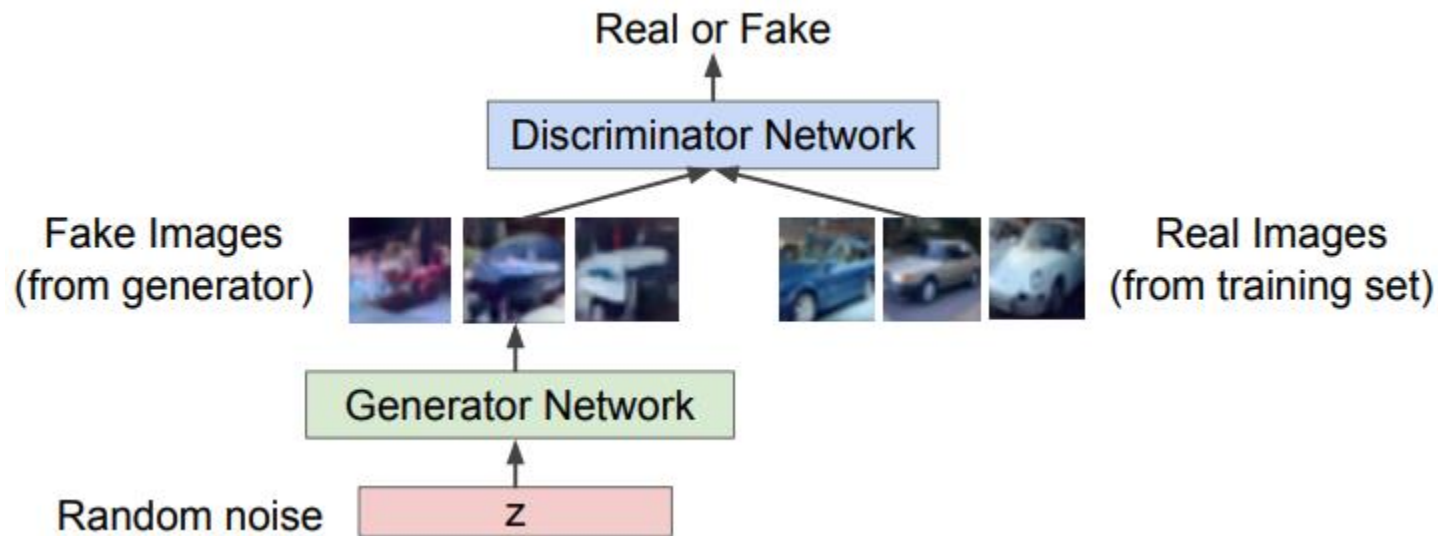 Real or Fake
Discriminator Network
Fake Images
(from generator)
Real Images
(from training set)
Generator Network
Random noise
z